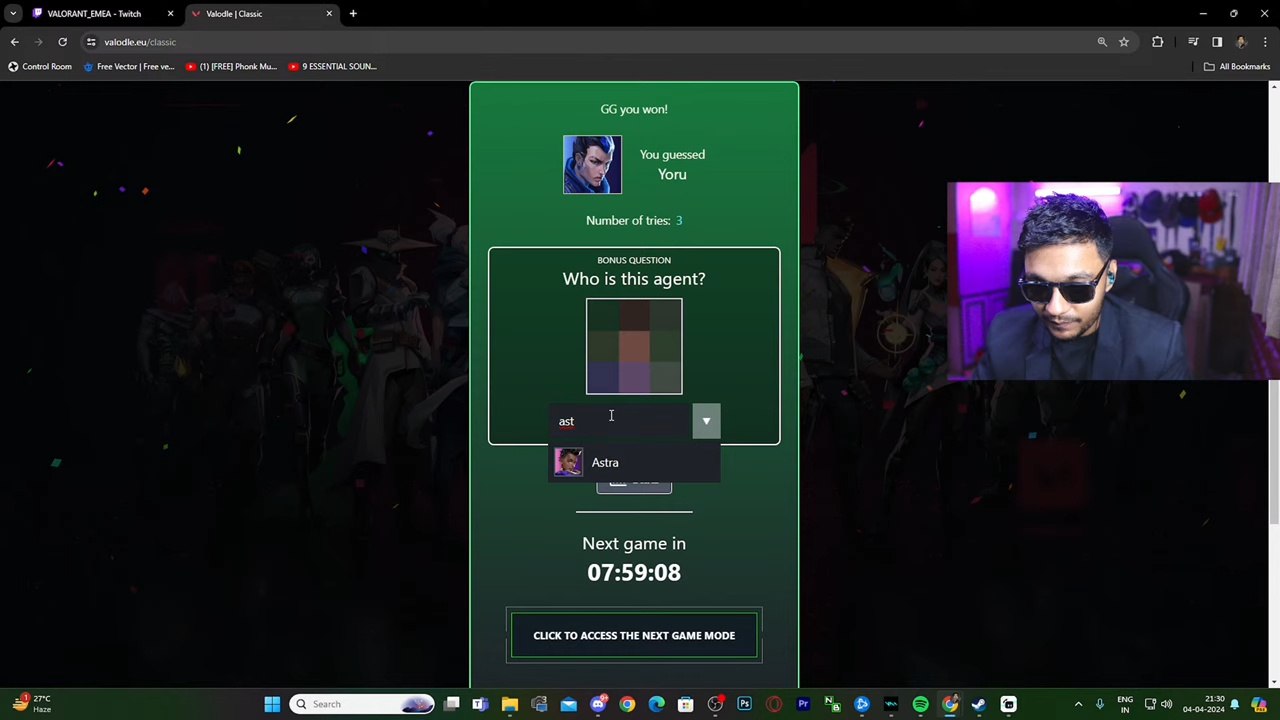 VALORANT_EMEA - Twitch
Valodle | Classic
valodle.eu/classic
Control Room
Free Vector | Free ve...
(1) [FREE] Phonk Mu...
9 ESSENTIAL SOUN...
All Bookmarks
GG you won!
You guessed
Yoru
Number of tries: 3
BONUS QUESTION
Who is this agent?
ast
Astra
Next game in
07:59:08
CLICK TO ACCESS THE NEXT GAME MODE
27°C
Haze
Search
ENG
IN
21:30
04-04-2024